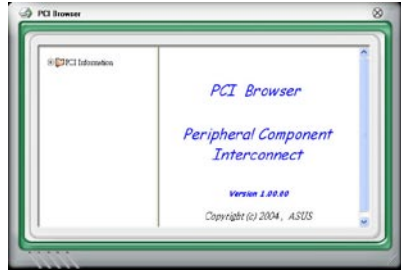 PCI Browser
PCI Information
PCI Browser
Peripheral Component
Interconnect
Version 1.00.00
Copyright (c) 2004, ASUS